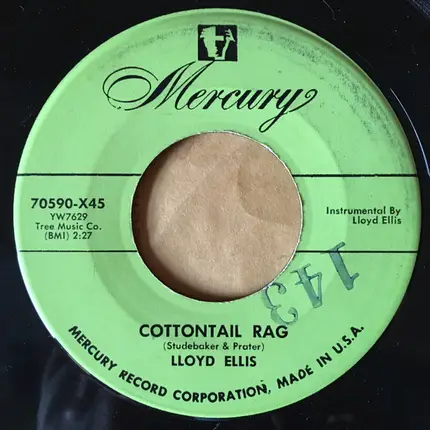 Mercury
70590-X45
YW7629
Tree Music Co.
(BMI) 2:27
Instrumental By
Lloyd Ellis
143
COTTONTAIL RAG
(Studebaker & Prater)
LLOYD ELLIS
MERCURY RECORD CORPORATION, MADE IN U.S.A.